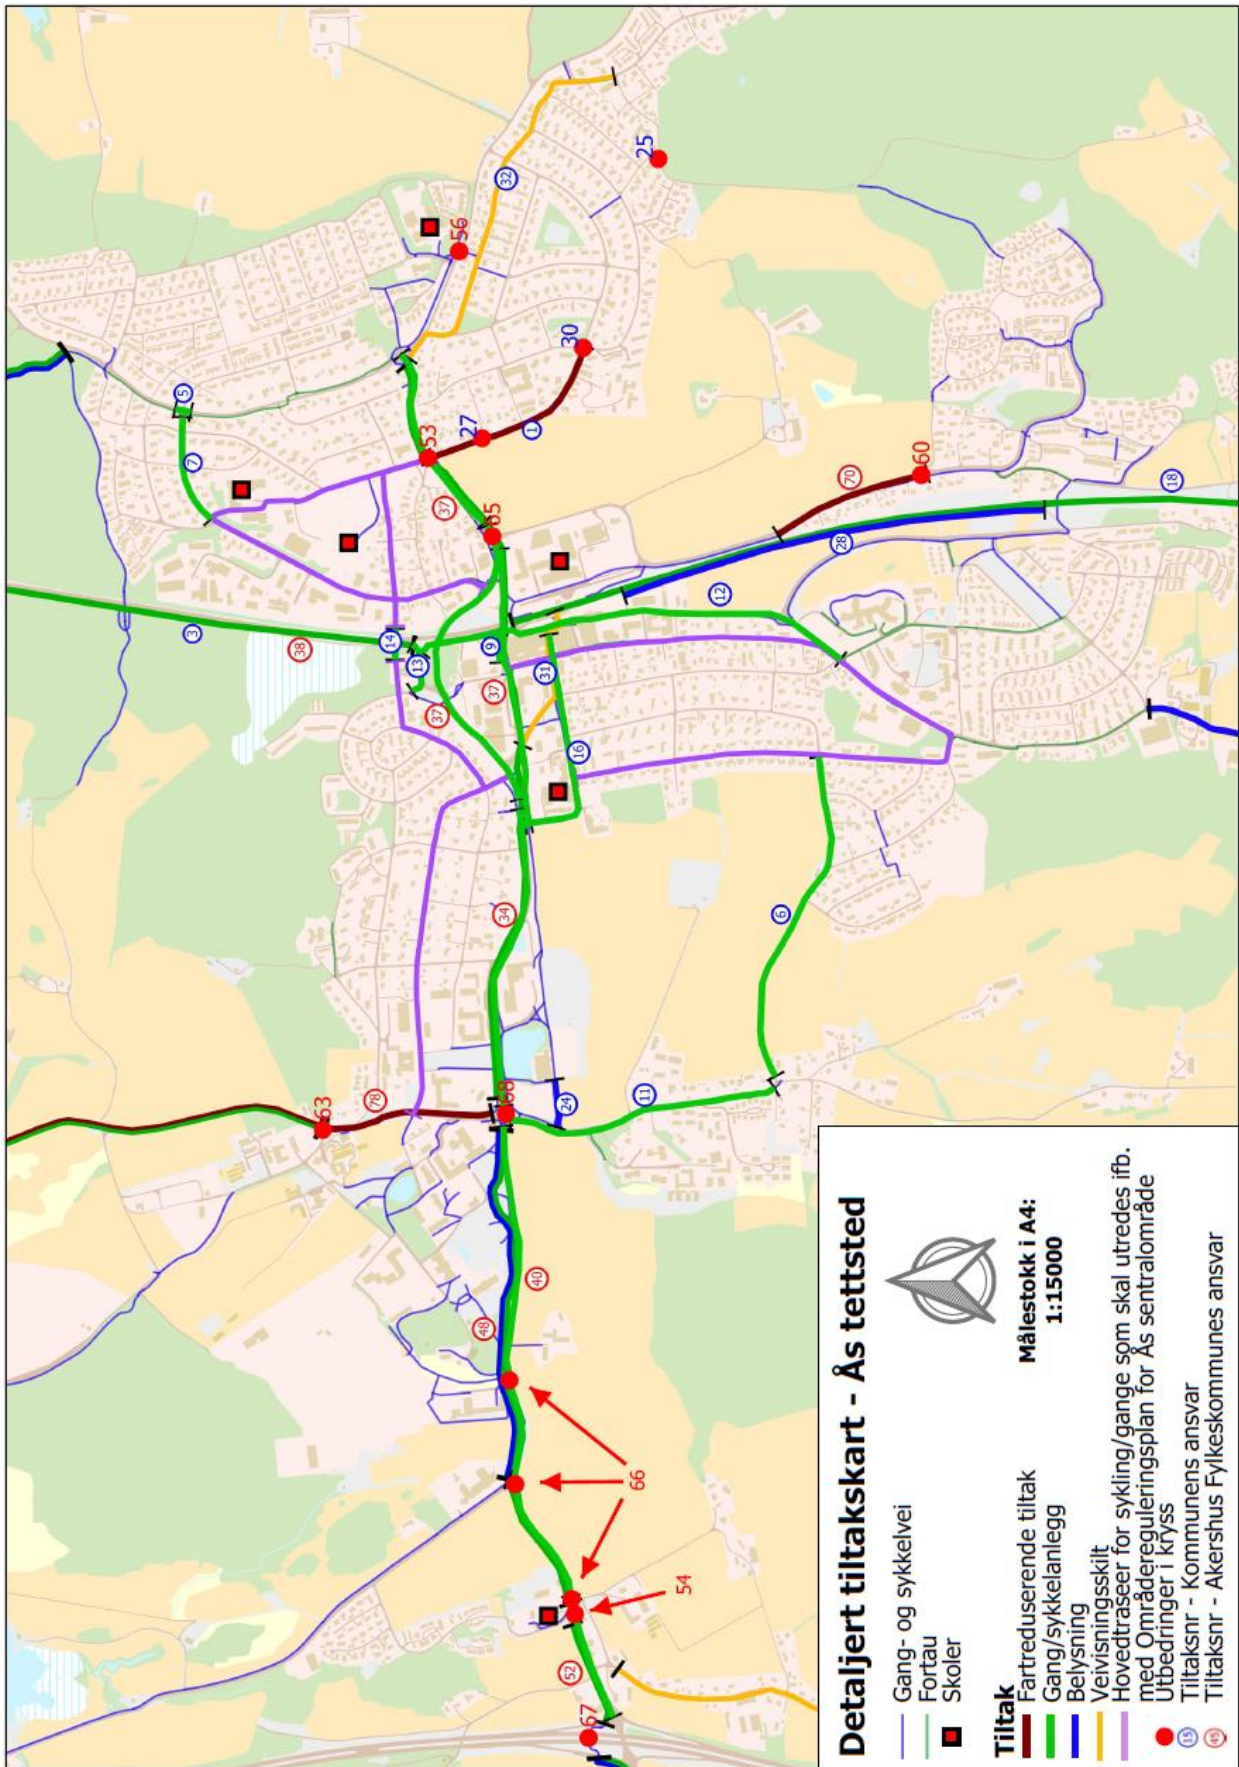 Detaljert tiltakskart - Ås tettsted
Gang- og sykkelvei
Fortau
Skoler
Tiltak
Fartreduserende tiltak
Gang/sykkelanlegg
Belysning
Veivisningsskilt
Hovedtraseer for sykling/gange som skal utredes ifb.
med Områdereguleringsplan for Ås sentralområde
Utbedringer i kryss
15 Tiltaksnr - Kommunens ansvar
45 Tiltaksnr - Akershus Fylkeskommunes ansvar
Målestokk i A4:
1:15000
67
52
54
66
48
40
63
78
68
24
11
6
34
16
37
37
31
13
14
9
38
3
12
28
18
70
60
65
37
53
27
1
30
7
5
56
32
25